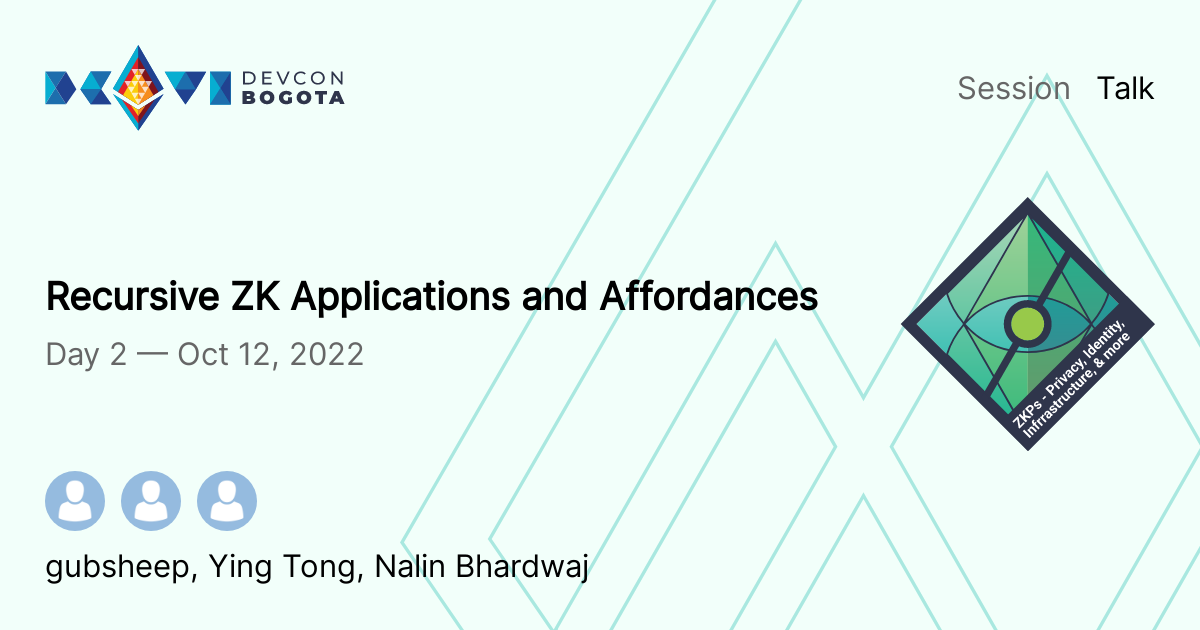 DEVCON
BOGOTA
Session Talk
Recursive ZK Applications and Affordances
Day 2 — Oct 12, 2022
ZKPs - Privacy, Identity,
Infrrastructure, & more
gubsheep, Ying Tong, Nalin Bhardwaj